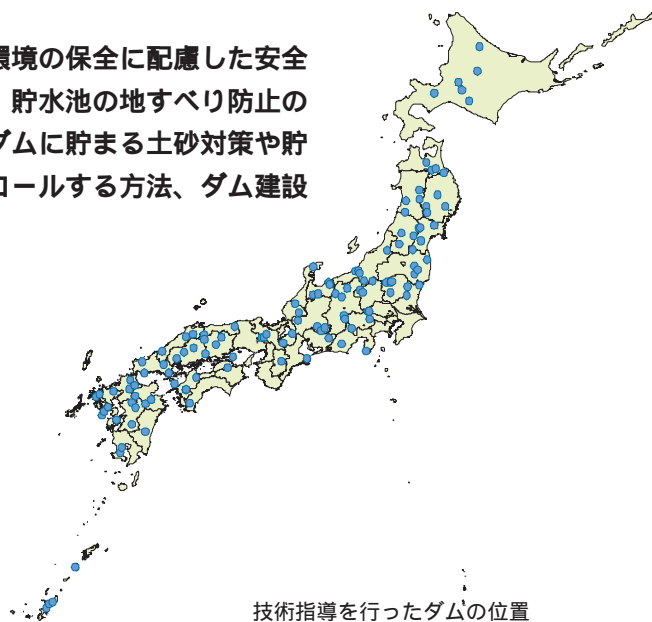 環境の保全に配慮した安全
貯水池の地すべり防止の
ダムに貯まる土砂対策や貯
ロールする方法、ダム建設
技術指導を行ったダムの位置